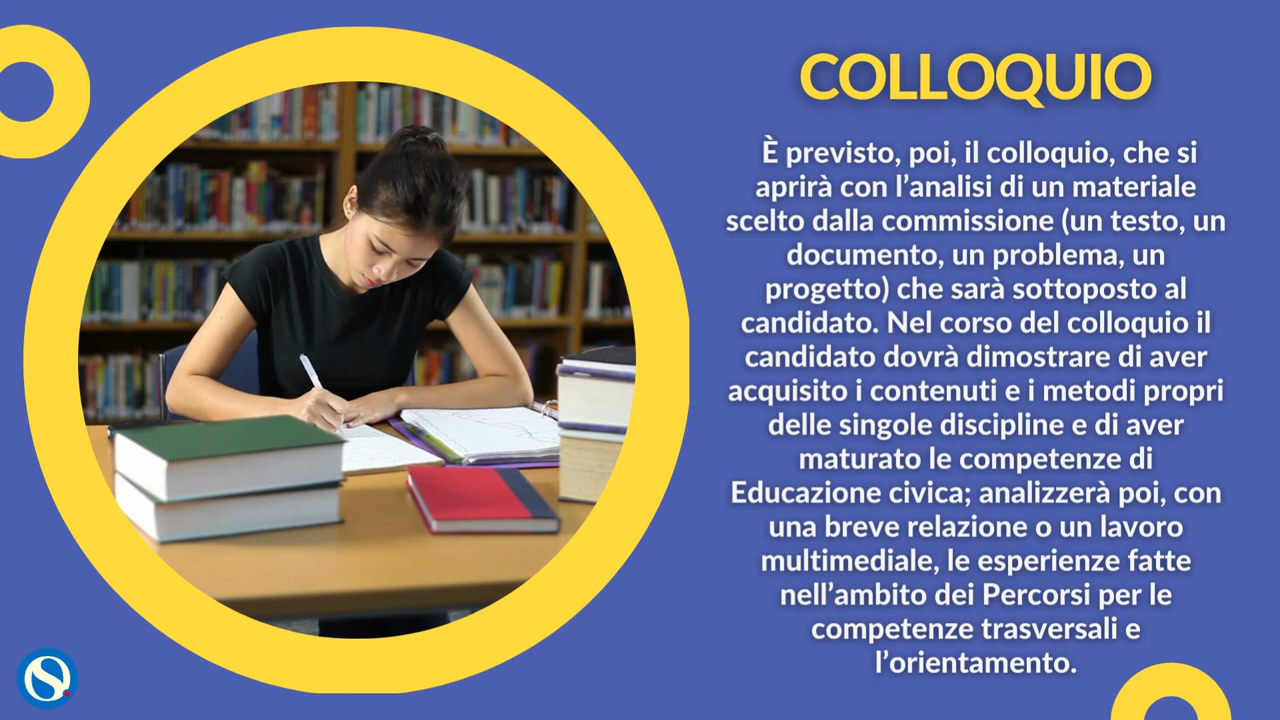 COLLOQUIO
È previsto, poi, il colloquio, che si
aprirà con l’analisi di un materiale
scelto dalla commissione (un testo, un
documento, un problema, un
progetto) che sarà sottoposto al
candidato. Nel corso del colloquio il
candidato dovrà dimostrare di aver
acquisito i contenuti e i metodi propri
delle singole discipline e di aver
maturato le competenze di
Educazione civica; analizzerà poi, con
una breve relazione o un lavoro
multimediale, le esperienze fatte
nell’ambito dei Percorsi per le
competenze trasversali e
l’orientamento.
S.